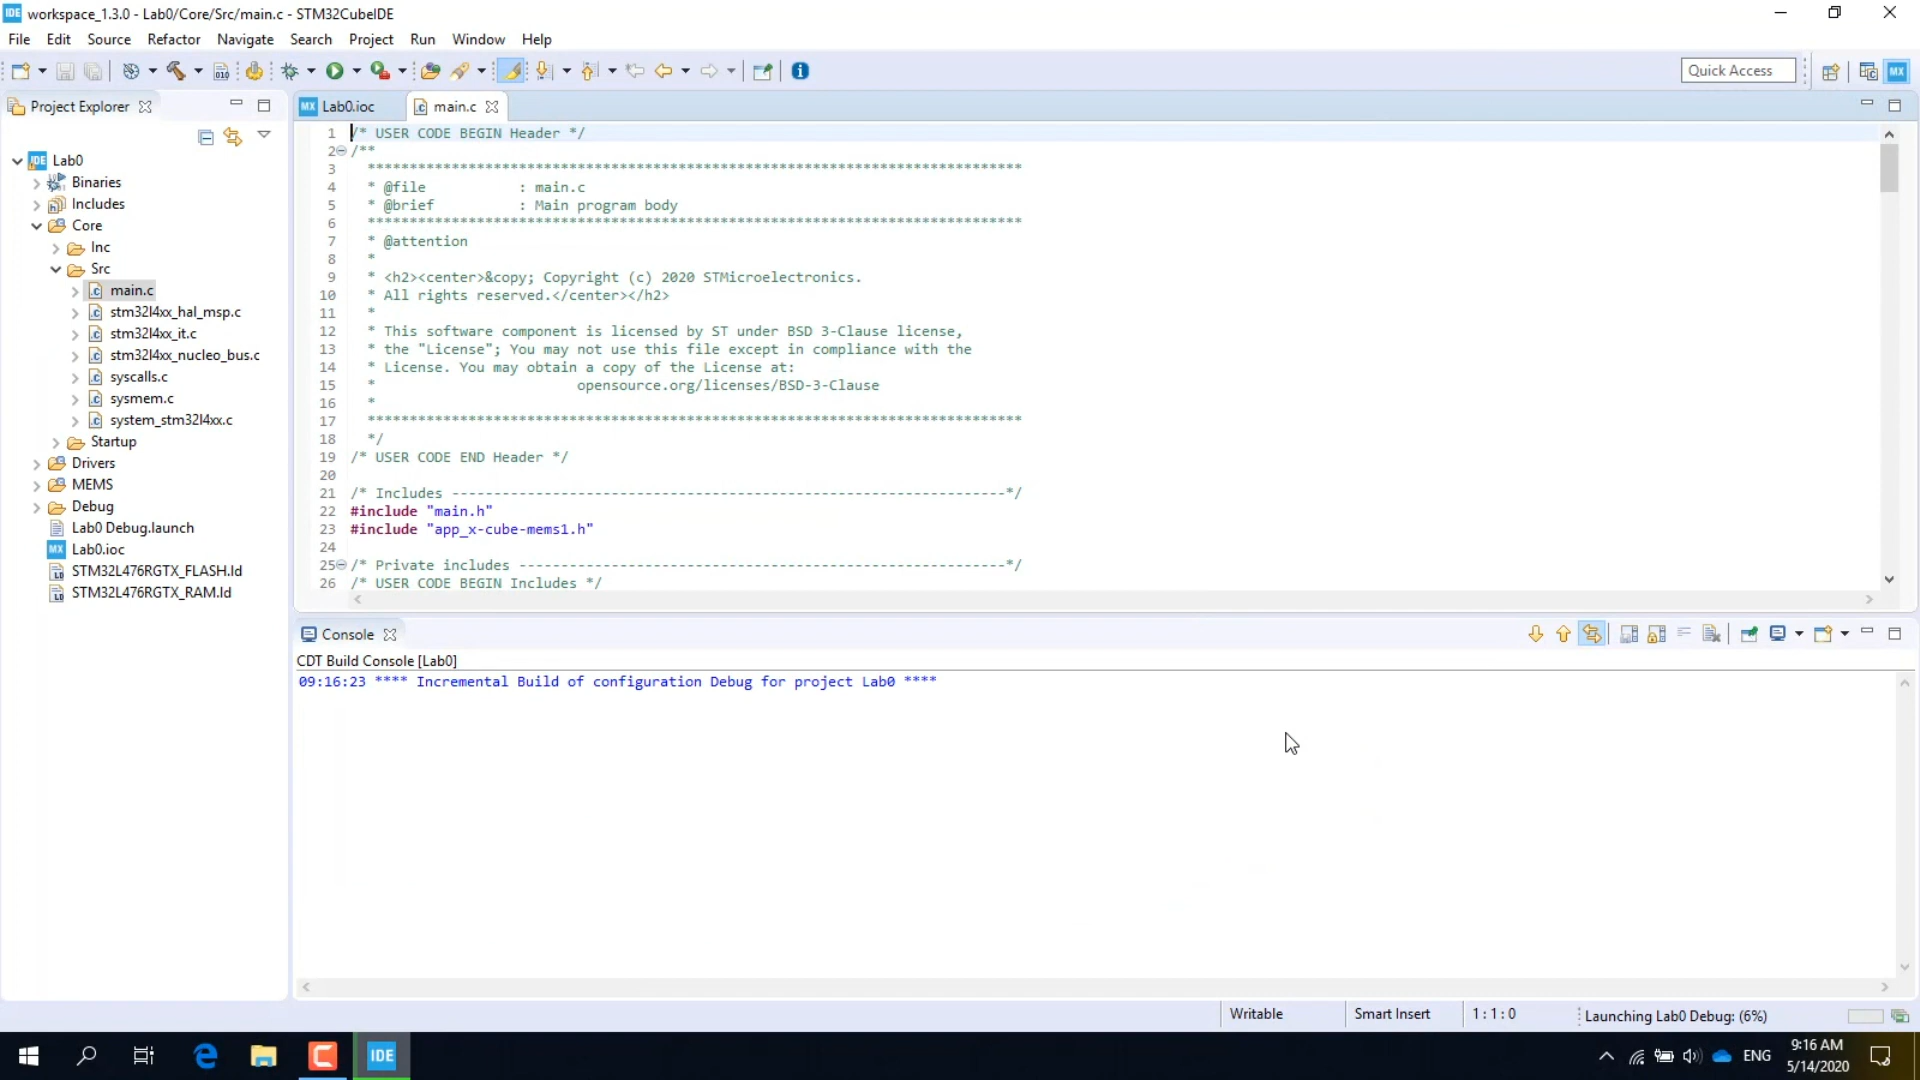 IDE workspace_1.3.0 - Lab0/Core/Src/main.c - STM32CubeIDE
File Edit Source Refactor Navigate Search Project Run Window Help
010
Quick Access
MX
Project Explorer
MX Lab0.ioc
main.c
IDE Lab0
Binaries
Includes
Core
Inc
Src
main.c
stm32l4xx_hal_msp.c
stm32l4xx_it.c
stm32l4xx_nucleo_bus.c
syscalls.c
sysmem.c
system_stm32l4xx.c
Startup
Drivers
MEMS
Debug
Lab0 Debug.launch
MX Lab0.ioc
STM32L476RGTX_FLASH.ld
STM32L476RGTX_RAM.ld
1 /* USER CODE BEGIN Header */
2 /**
3 ******************************************************************************
4 * @file : main.c
5 * @brief : Main program body
6 ******************************************************************************
7 * @attention
8 *
9 * <h2><center>&copy; Copyright (c) 2020 STMicroelectronics.
10 * All rights reserved.</center></h2>
11 *
12 * This software component is licensed by ST under BSD 3-Clause license,
13 * the "License"; You may not use this file except in compliance with the
14 * License. You may obtain a copy of the License at:
15 * opensource.org/licenses/BSD-3-Clause
16 *
17 ******************************************************************************
18 */
19 /* USER CODE END Header */
20
21 /* Includes ------------------------------------------------------------------*/
22 #include "main.h"
23 #include "app_x-cube-mems1.h"
24
25 /* Private includes ----------------------------------------------------------*/
26 /* USER CODE BEGIN Includes */
Console
CDT Build Console [Lab0]
09:16:23 **** Incremental Build of configuration Debug for project Lab0 ****
Writable
Smart Insert
1 : 1 : 0
Launching Lab0 Debug: (6%)
IDE
ENG
9:16 AM
5/14/2020